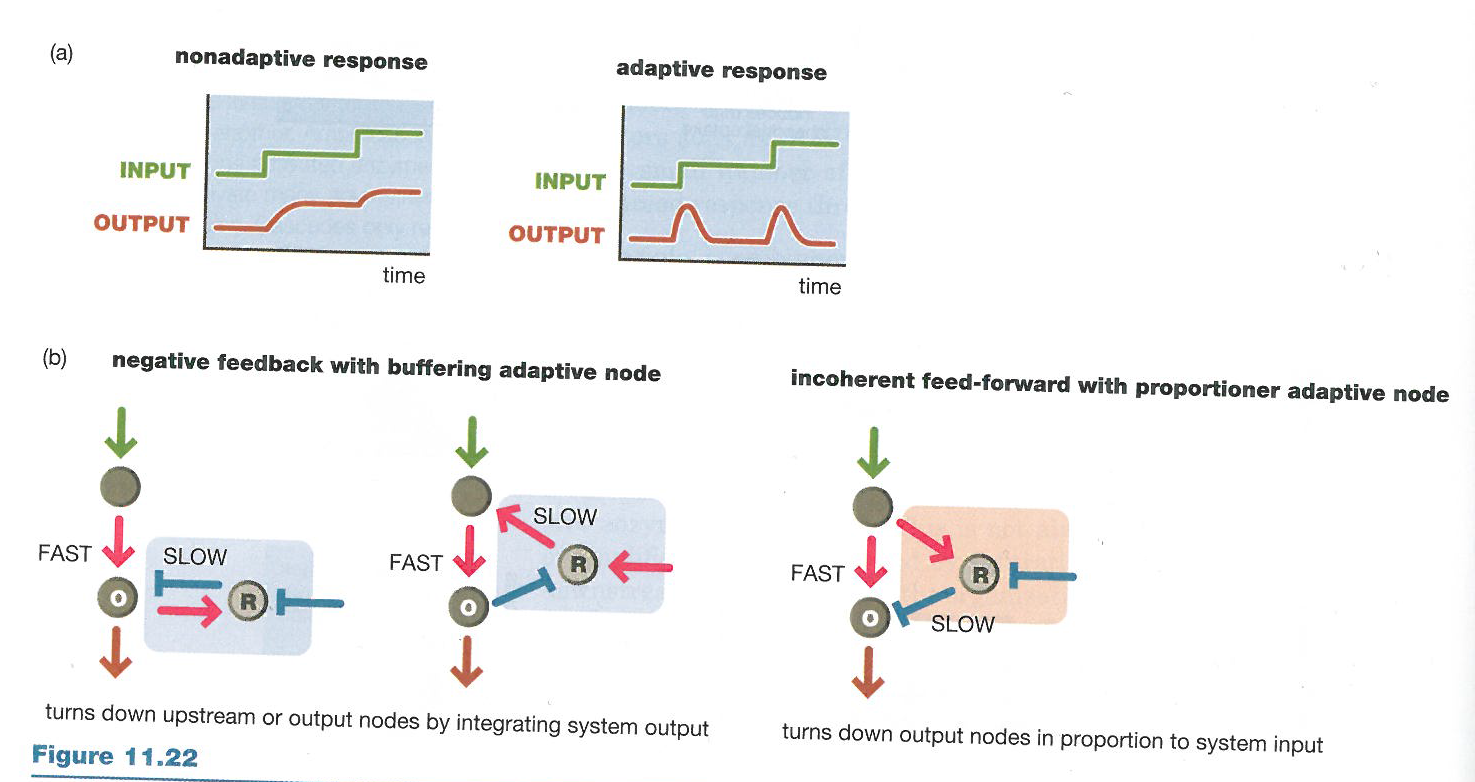 (a)
nonadaptive response
INPUT
OUTPUT
time
adaptive response
INPUT
OUTPUT
time
(b)
negative feedback with buffering adaptive node
FAST
SLOW
O
R
FAST
SLOW
O
R
turns down upstream or output nodes by integrating system output
incoherent feed-forward with proportioner adaptive node
FAST
R
O
SLOW
turns down output nodes in proportion to system input
Figure 11.22